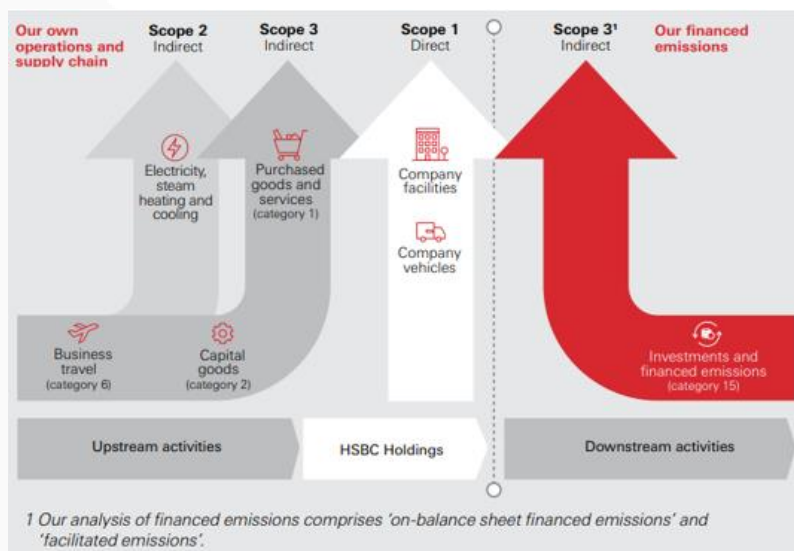 Our own
operations and
supply chain
Scope 2
Indirect
Scope 3
Indirect
Scope 1
Direct
Scope 3¹
Indirect
Our financed
emissions
Electricity,
steam
heating and
cooling
Purchased
goods and
services
(category 1)
Company
facilities
Company
vehicles
Business
travel
(category 6)
Capital
goods
(category 2)
Investments and
financed emissions
(category 15)
Upstream activities
HSBC Holdings
Downstream activities
1 Our analysis of financed emissions comprises ‘on-balance sheet financed emissions’ and
‘facilitated emissions’.